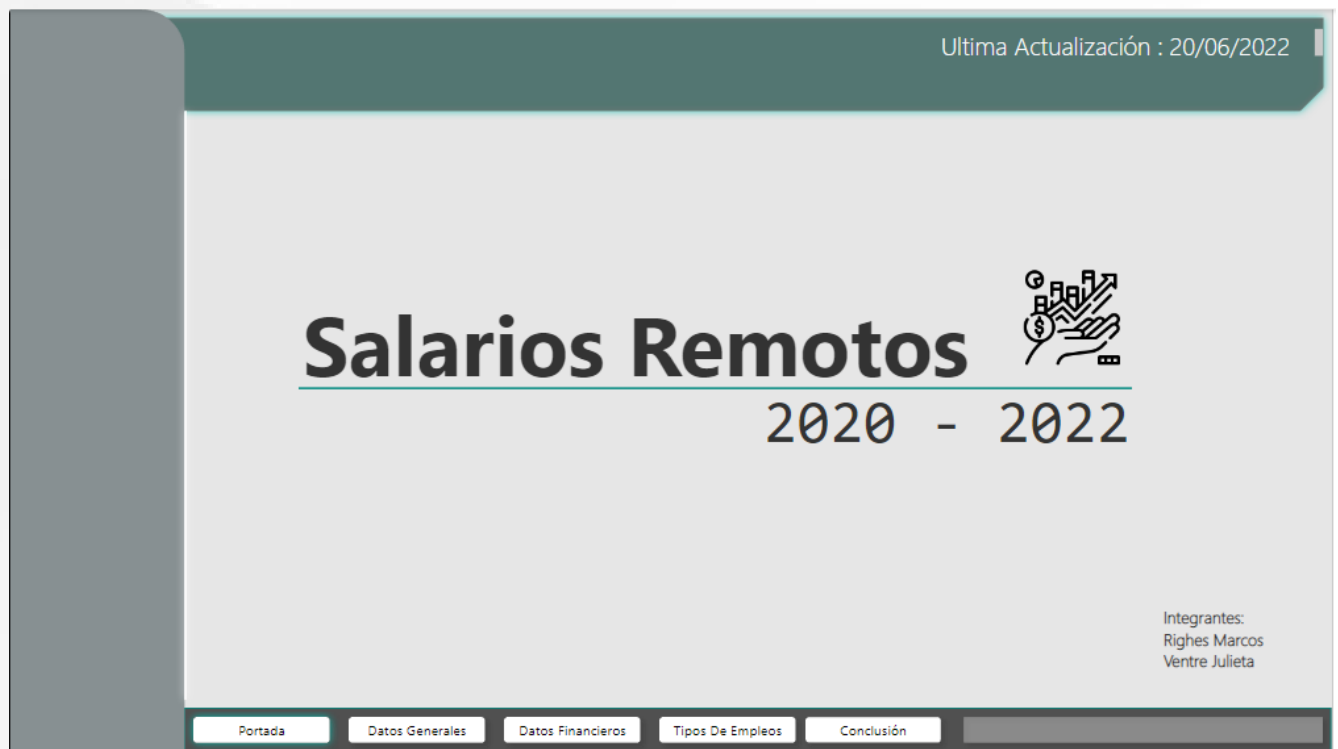 Ultima Actualización : 20/06/2022
Salarios Remotos
2020 - 2022
Integrantes:
Righes Marcos
Ventre Julieta
Portada
Datos Generales
Datos Financieros
Tipos De Empleos
Conclusión